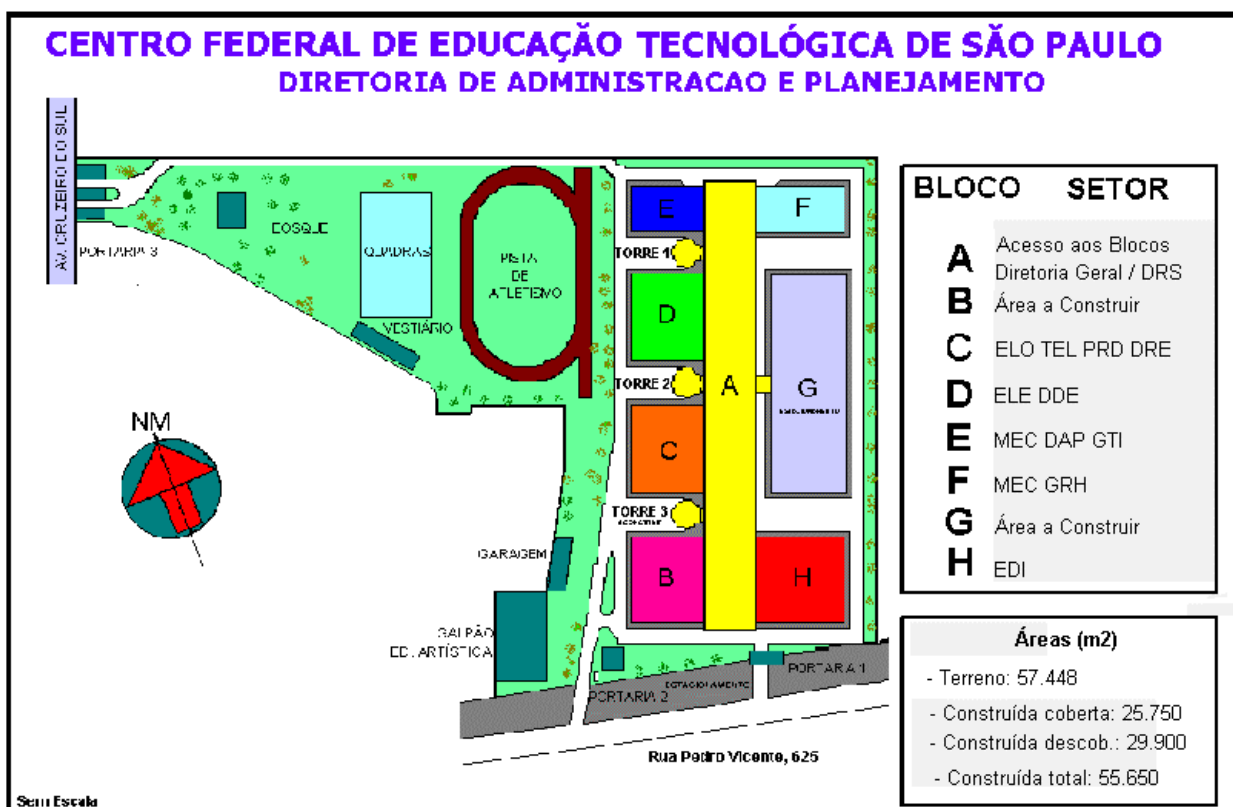 CENTRO FEDERAL DE EDUCAÇÃO TECNOLÓGICA DE SÃO PAULO
DIRETORIA DE ADMINISTRACAO E PLANEJAMENTO
AV. CRUZEIRO DO SUL
PORTARIA 3
BOSQUE
QUADRAS
VESTIÁRIO
PISTA
DE
ATLETISMO
TORRE 1
TORRE 2
TORRE 3
E
F
D
A
G
C
B
H
NM
GARAGEM
GALPÃO
ED. ARTÍSTICA
PORTARIA 2
ESTACIONAMENTO
PORTARIA 1
Rua Pedro Vicente, 625
Sem Escala
BLOCO SETOR
A Acesso aos Blocos
Diretoria Geral / DRS
B Área a Construir
C ELO TEL PRD DRE
D ELE DDE
E MEC DAP GTI
F MEC GRH
G Área a Construir
H EDI
Áreas (m2)
- Terreno: 57.448
- Construída coberta: 25.750
- Construída descob.: 29.900
- Construída total: 55.650